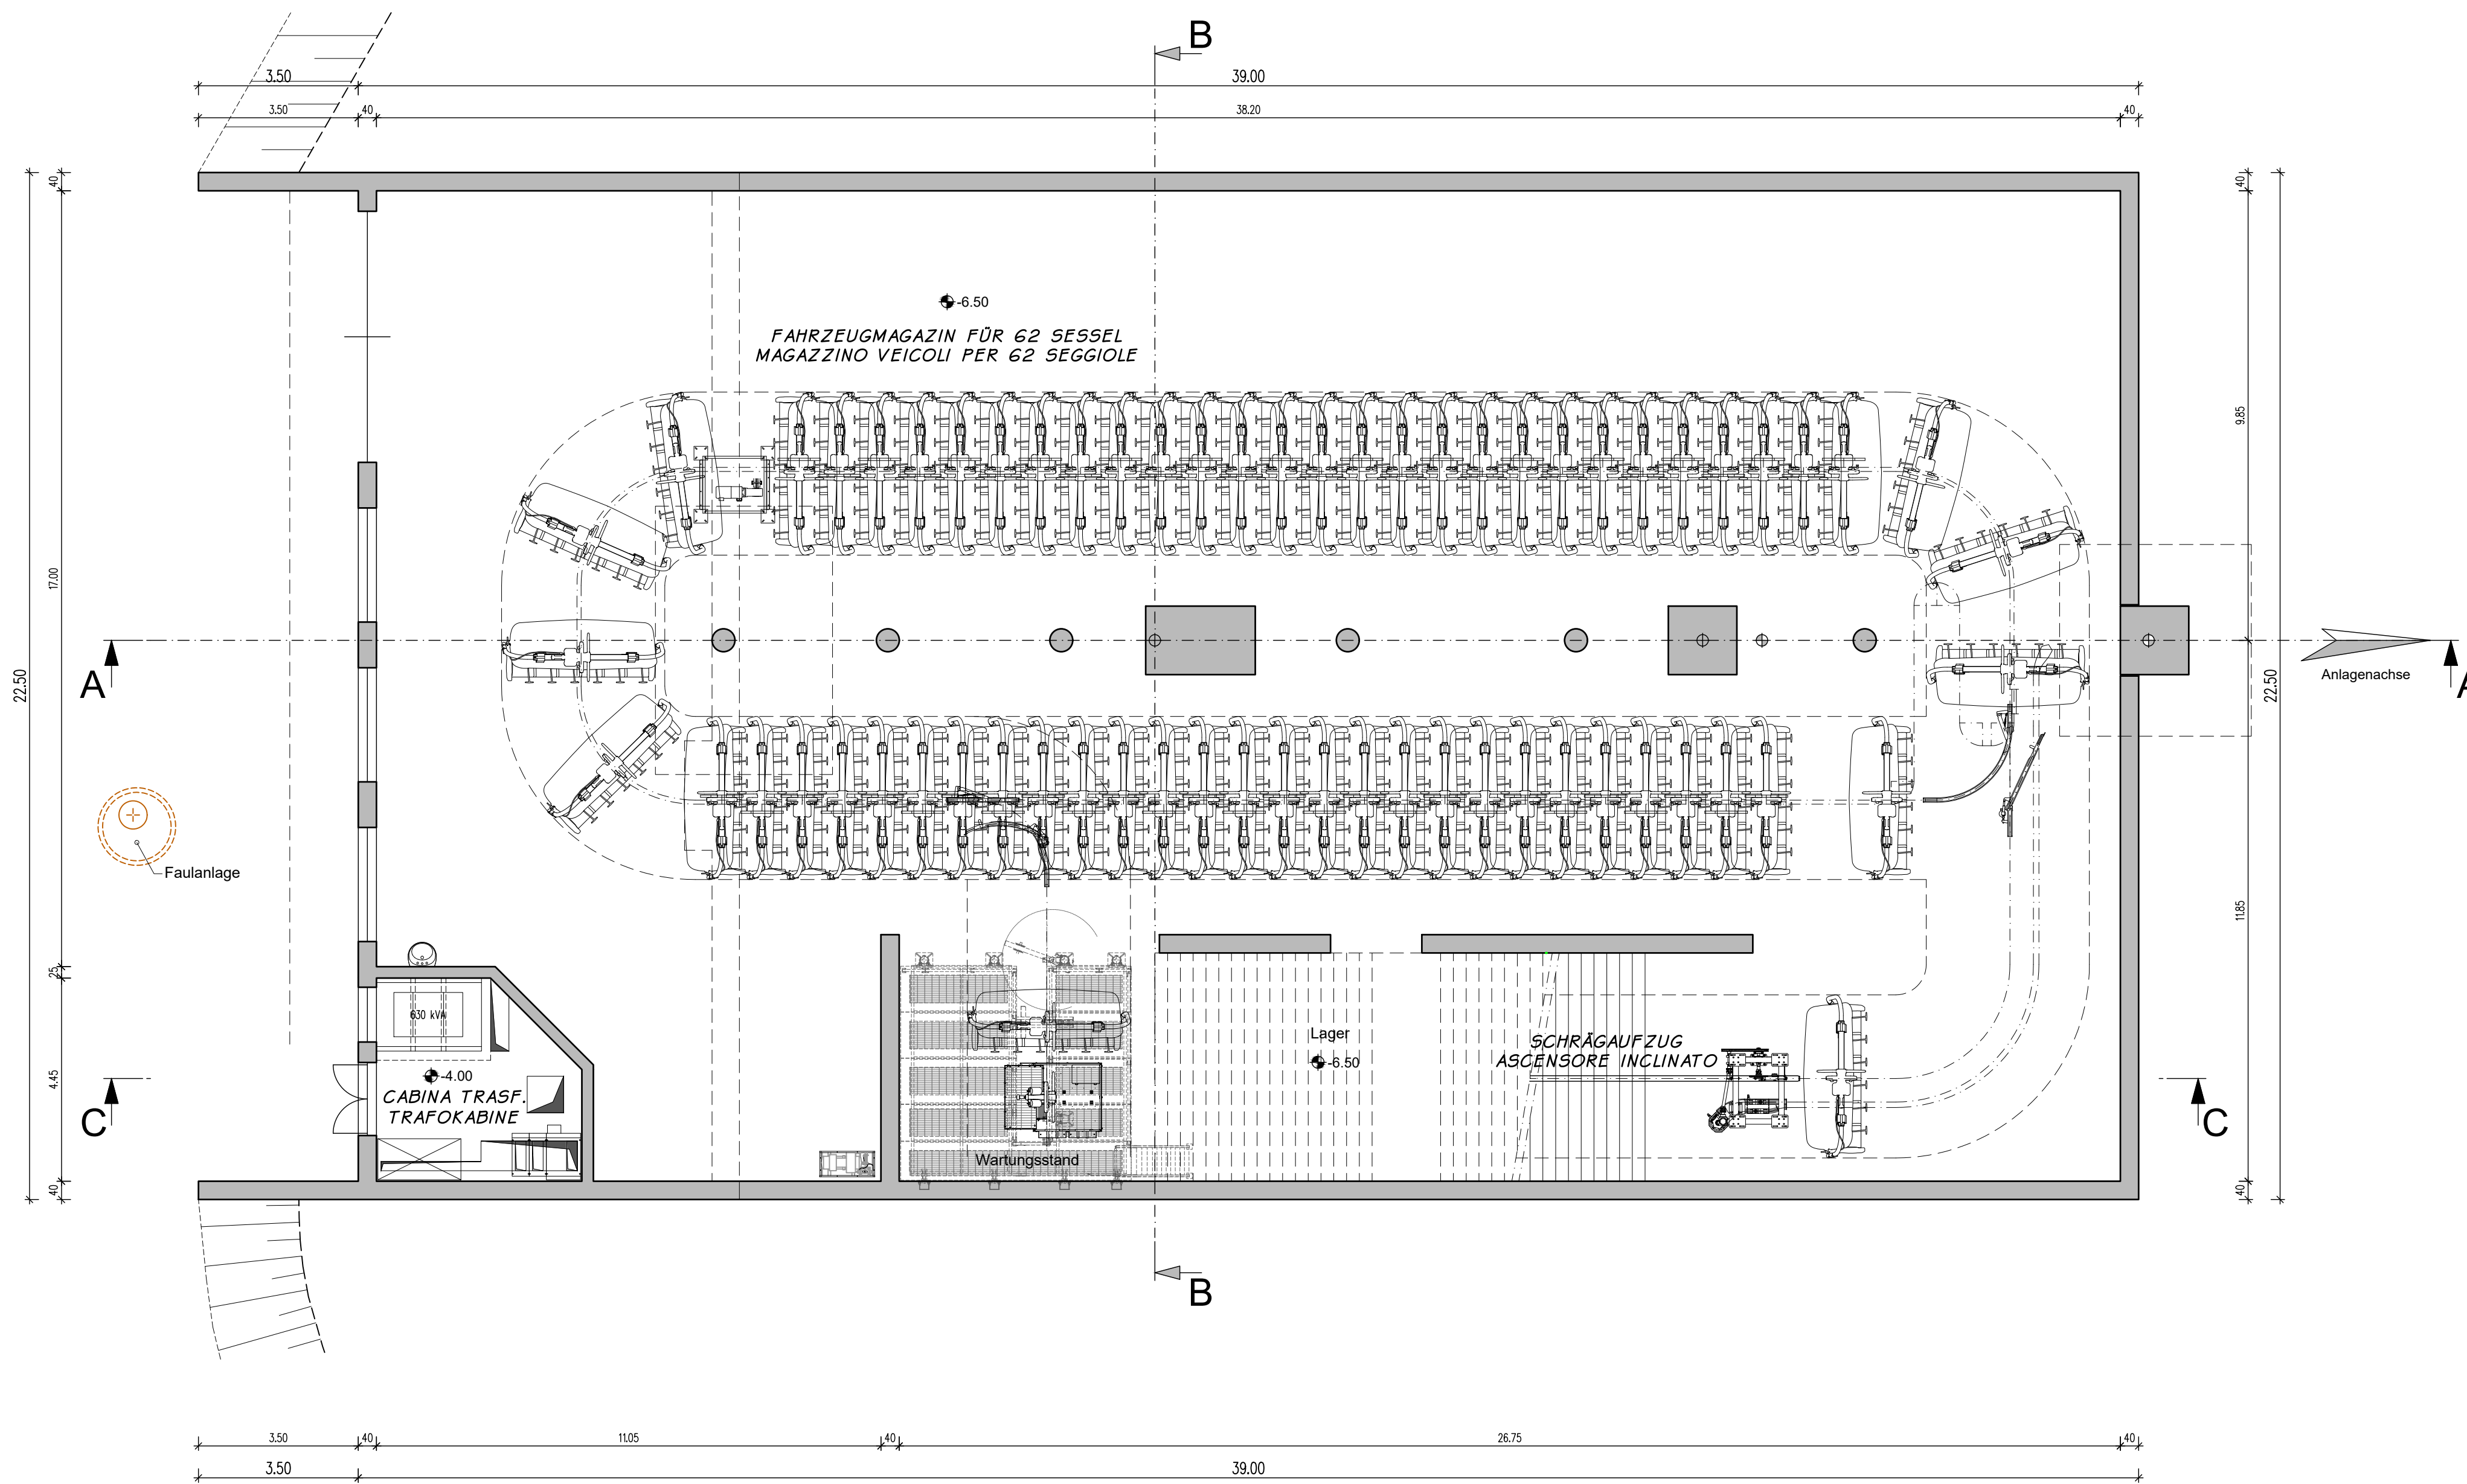 B
3.50
39.00
3.50
40
38.20
40
40
40
-6.50
FAHRZEUGMAGAZIN FÜR 62 SESSEL
MAGAZZINO VEICOLI PER 62 SEGGIOLE
9.85
17.00
22.50
A
22.50
Anlagenachse
A
Faulanlage
11.85
25
630 kVA
Lager
-6.50
SCHRÄGAUFZUG
ASCENSORE INCLINATO
4.45
-4.00
CABINA TRASF.
TRAFOKABINE
C
C
Wartungsstand
40
40
B
3.50
40
11.05
40
26.75
40
3.50
39.00